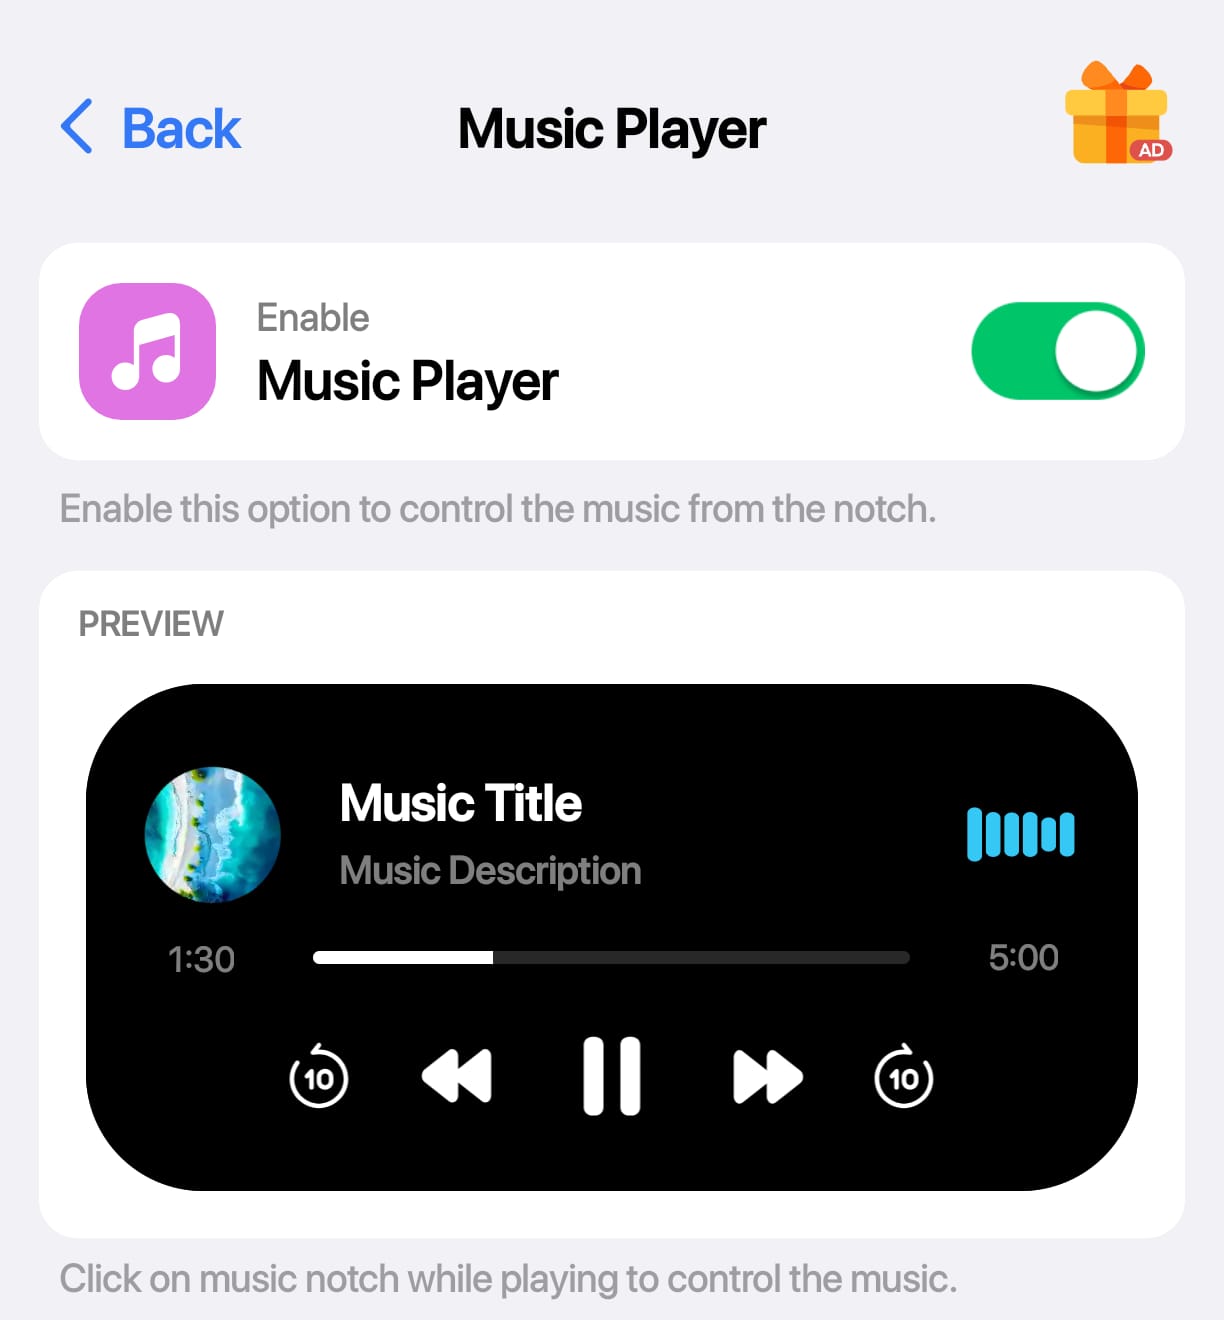 Back
Music Player
AD
Enable
Music Player
Enable this option to control the music from the notch.
PREVIEW
Music Title
Music Description
1:30
5:00
10
10
Click on music notch while playing to control the music.